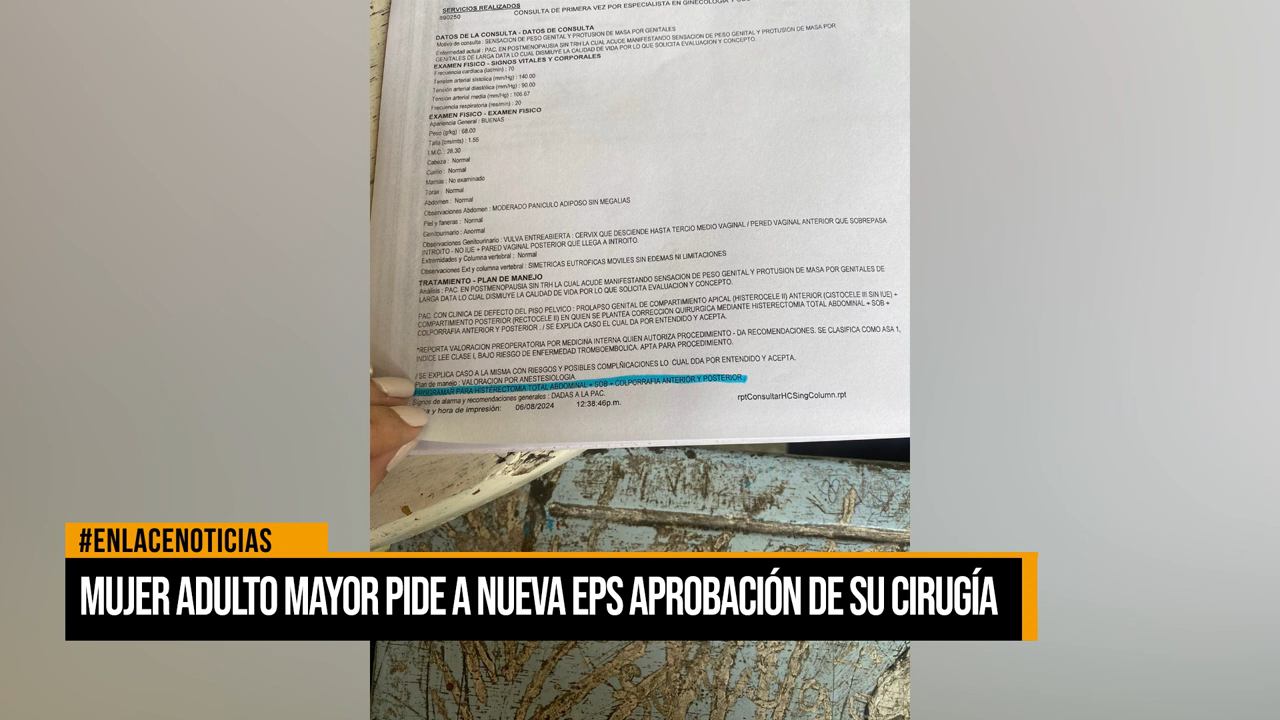 SERVICIOS REALIZADOS
890250 CONSULTA DE PRIMERA VEZ POR ESPECIALISTA EN GINECOLOGIA Y
DATOS DE LA CONSULTA - DATOS DE CONSULTA
Motivo de consulta : SENSACION DE PESO GENITAL Y PROTUSION DE MASA POR GENITALES
Enfermedad actual : PAC. EN POSTMENOPAUSIA SIN TRH LA CUAL ACUDE MANIFESTANDO SENSACION DE PESO GENITAL Y PROTUSION DE MASA POR
GENITALES DE LARGA DATA LO CUAL DISMIUYE LA CALIDAD DE VIDA POR LO QUE SOLICITA EVALUACION Y CONCEPTO.
EXAMEN FISICO - SIGNOS VITALES Y CORPORALES
Frecuencia cardiaca (lat/min) : 70
Tension arterial sistólica (mm/Hg) : 140.00
Tensión arterial diastólica (mm/Hg) : 90.00
Tensión arterial media (mm/Hg) : 106.67
Frecuencia respiratoria (res/min) : 20
EXAMEN FISICO - EXAMEN FISICO
Apariencia General : BUENAS
Peso (g/kg) : 68.00
Talla (cm/mts) : 1.55
I.M.C : 28.30
Cabeza : Normal
Cuello : Normal
Mamas : No examinado
Torax : Normal
Abdomen : Normal
Observaciones Abdomen : MODERADO PANICULO ADIPOSO SIN MEGALIAS
Piel y faneras : Normal
Genitourinario : Anormal
Observaciones Genitourinario : VULVA ENTREABIERTA : CERVIX QUE DESCIENDE HASTA TERCIO MEDIO VAGINAL / PERED VAGINAL ANTERIOR QUE SOBREPASA
INTROITO - NO IUE + PARED VAGINAL POSTERIOR QUE LLEGA A INTROITO.
Extremidades y Columna vertebral : Normal
Observaciones Ext y columna vertebral : SIMETRICAS EUTROFICAS MOVILES SIN EDEMAS NI LIMITACIONES
TRATAMIENTO - PLAN DE MANEJO
Análisis : PAC. EN POSTMENOPAUSIA SIN TRH LA CUAL ACUDE MANIFESTANDO SENSACION DE PESO GENITAL Y PROTUSION DE MASA POR GENITALES DE
LARGA DATA LO CUAL DISMIUYE LA CALIDAD DE VIDA POR LO QUE SOLICITA EVALUACION Y CONCEPTO.
PAC. CON CLINICA DE DEFECTO DEL PISO PELVICO : PROLAPSO GENITAL DE COMPARTIMENTO APICAL (HISTEROCELE II) ANTERIOR (CISTOCELE III SIN IUE) +
COMPARTIMENTO POSTERIOR (RECTOCELE II) EN QUIEN SE PLANTEA CORRECCION QUIRURGICA MEDIANTE HISTERECTOMIA TOTAL ABDOMINAL + SOB +
COLPORRAFIA ANTERIOR Y POSTERIOR . / SE EXPLICA CASO EL CUAL DA POR ENTENDIDO Y ACEPTA.
*REPORTA VALORACION PREOPERATORIA POR MEDICINA INTERNA QUIEN AUTORIZA PROCEDIMIENTO - DA RECOMENDACIONES. SE CLASIFICA COMO ASA 1,
INDICE LEE CLASE I, BAJO RIESGO DE ENFERMEDAD TROMBOEMBOLICA. APTA PARA PROCEDIMIENTO.
/ SE EXPLICA CASO A LA MISMA CON RIESGOS Y POSIBLES COMPLÑICACIONES LO CUAL DDA POR ENTENDIDO Y ACEPTA.
Plan de manejo : VALORACION POR ANESTESIOLOGIA.
PROGRAMAR PARA HISTERECTOMIA TOTAL ABDOMINAL + SOB + COLPORRAFIA ANTERIOR Y POSTERIOR.
Signos de alarma y recomendaciones generales : DADAS A LA PAC.
y hora de impresión: 06/08/2024 12:38:46p.m. rptConsultarHCSingColumn.rpt
#ENLACENOTICIAS
MUJER ADULTO MAYOR PIDE A NUEVA EPS APROBACIÓN DE SU CIRUGÍA